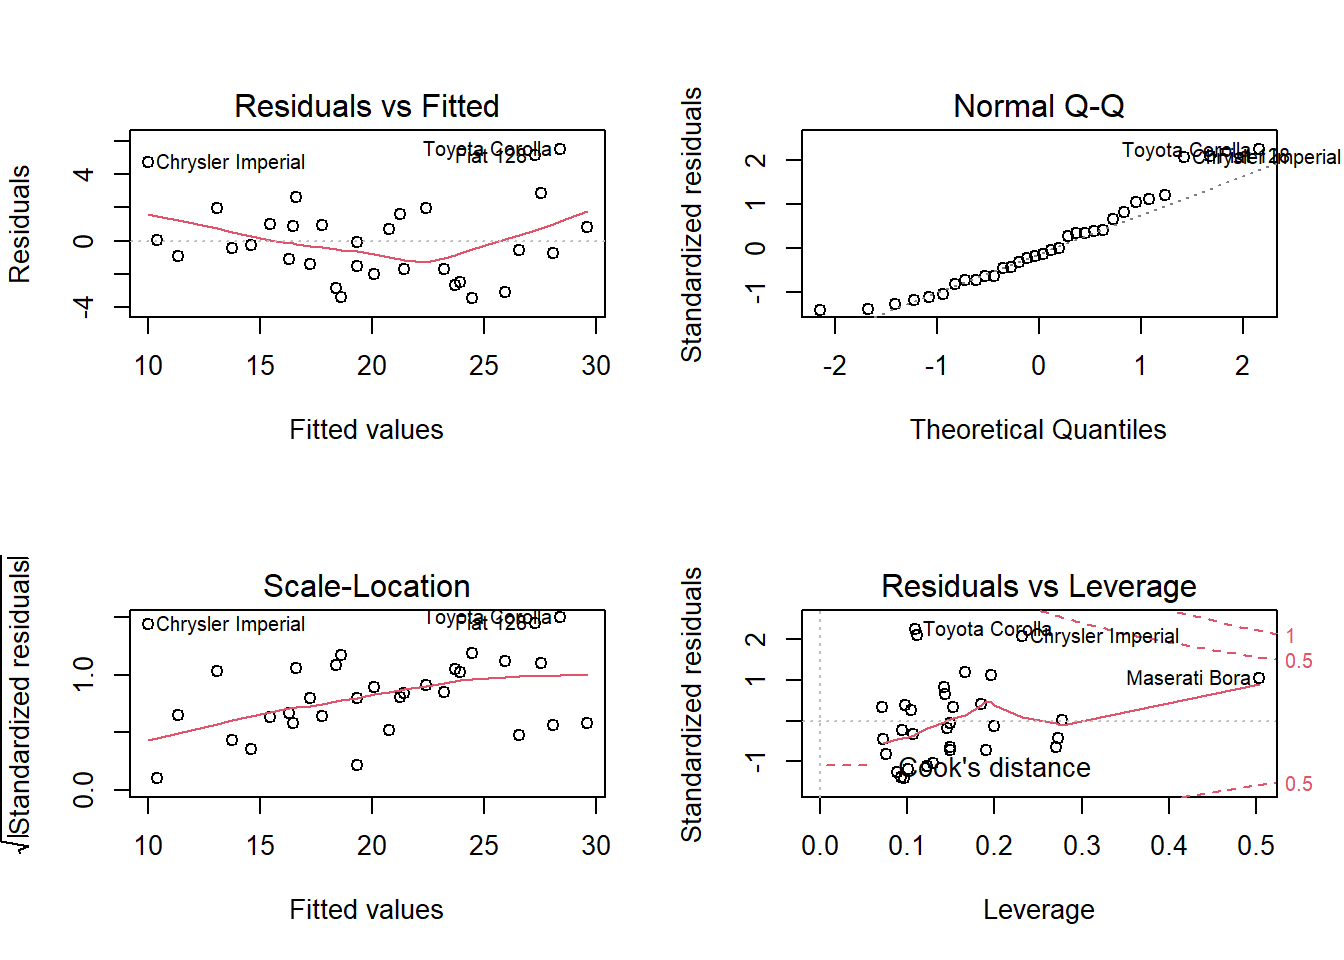 Residuals vs Fitted
Residuals
4
0
-4
Toyota Corolla
Fiat 128
Chrysler Imperial
10 15 20 25 30
Fitted values
Normal Q-Q
Standardized residuals
2
1
0
-1
Toyota Corolla
Fiat 128
Chrysler Imperial
-2 -1 0 1 2
Theoretical Quantiles
Scale-Location
√|Standardized residuals|
1.0
0.0
Toyota Corolla
Fiat 128
Chrysler Imperial
10 15 20 25 30
Fitted values
Residuals vs Leverage
Standardized residuals
2
1
-1
Toyota Corolla
Chrysler Imperial
Maserati Bora
Cook's distance
1
0.5
0.5
0.0 0.1 0.2 0.3 0.4 0.5
Leverage